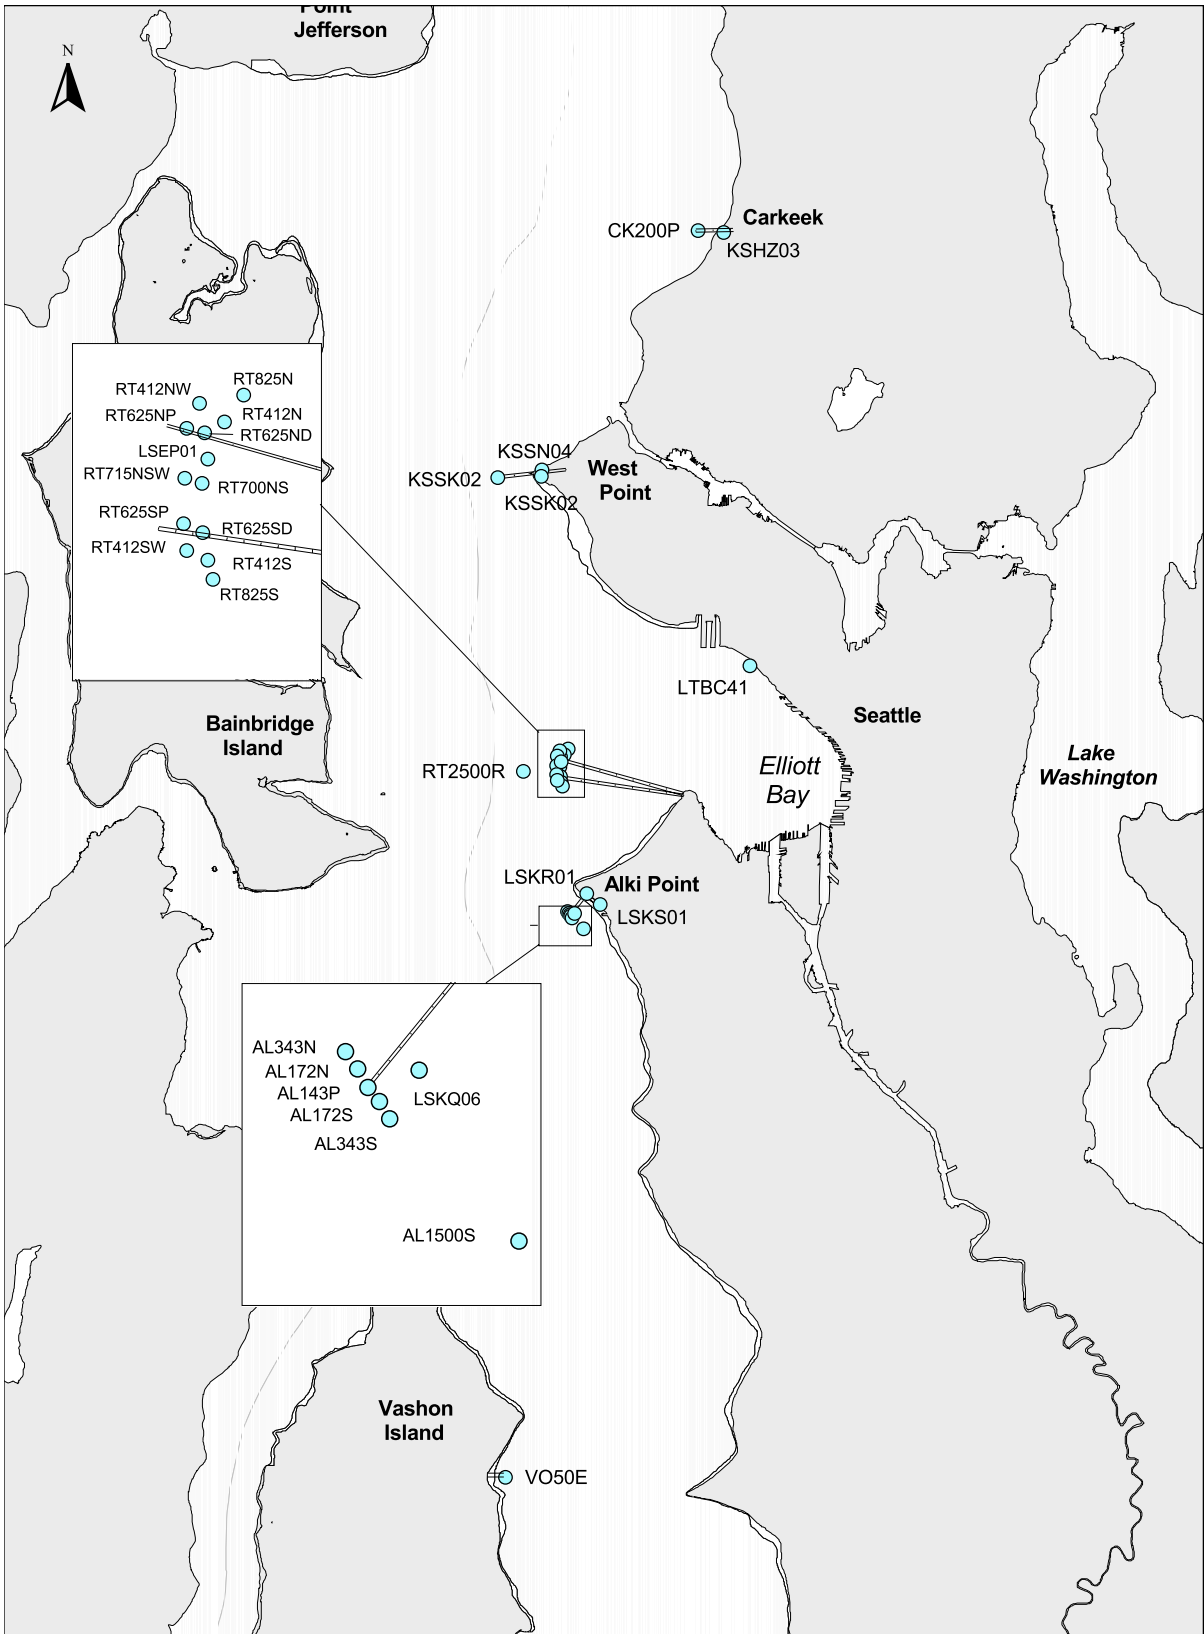 Point
Jefferson
N
Carkeek
CK200P
KSHZ03
RT825N
RT412NW
RT412N
RT625NP
RT625ND
LSEP01
RT715NSW
RT700NS
RT625SP
RT625SD
RT412SW
RT412S
RT825S
KSSN04
West
Point
KSSK02
KSSK02
LTBC41
Seattle
Bainbridge
Island
RT2500R
Elliott
Bay
Lake
Washington
LSKR01
Alki Point
LSKS01
AL343N
AL172N
AL143P
LSKQ06
AL172S
AL343S
AL1500S
Vashon
Island
VO50E